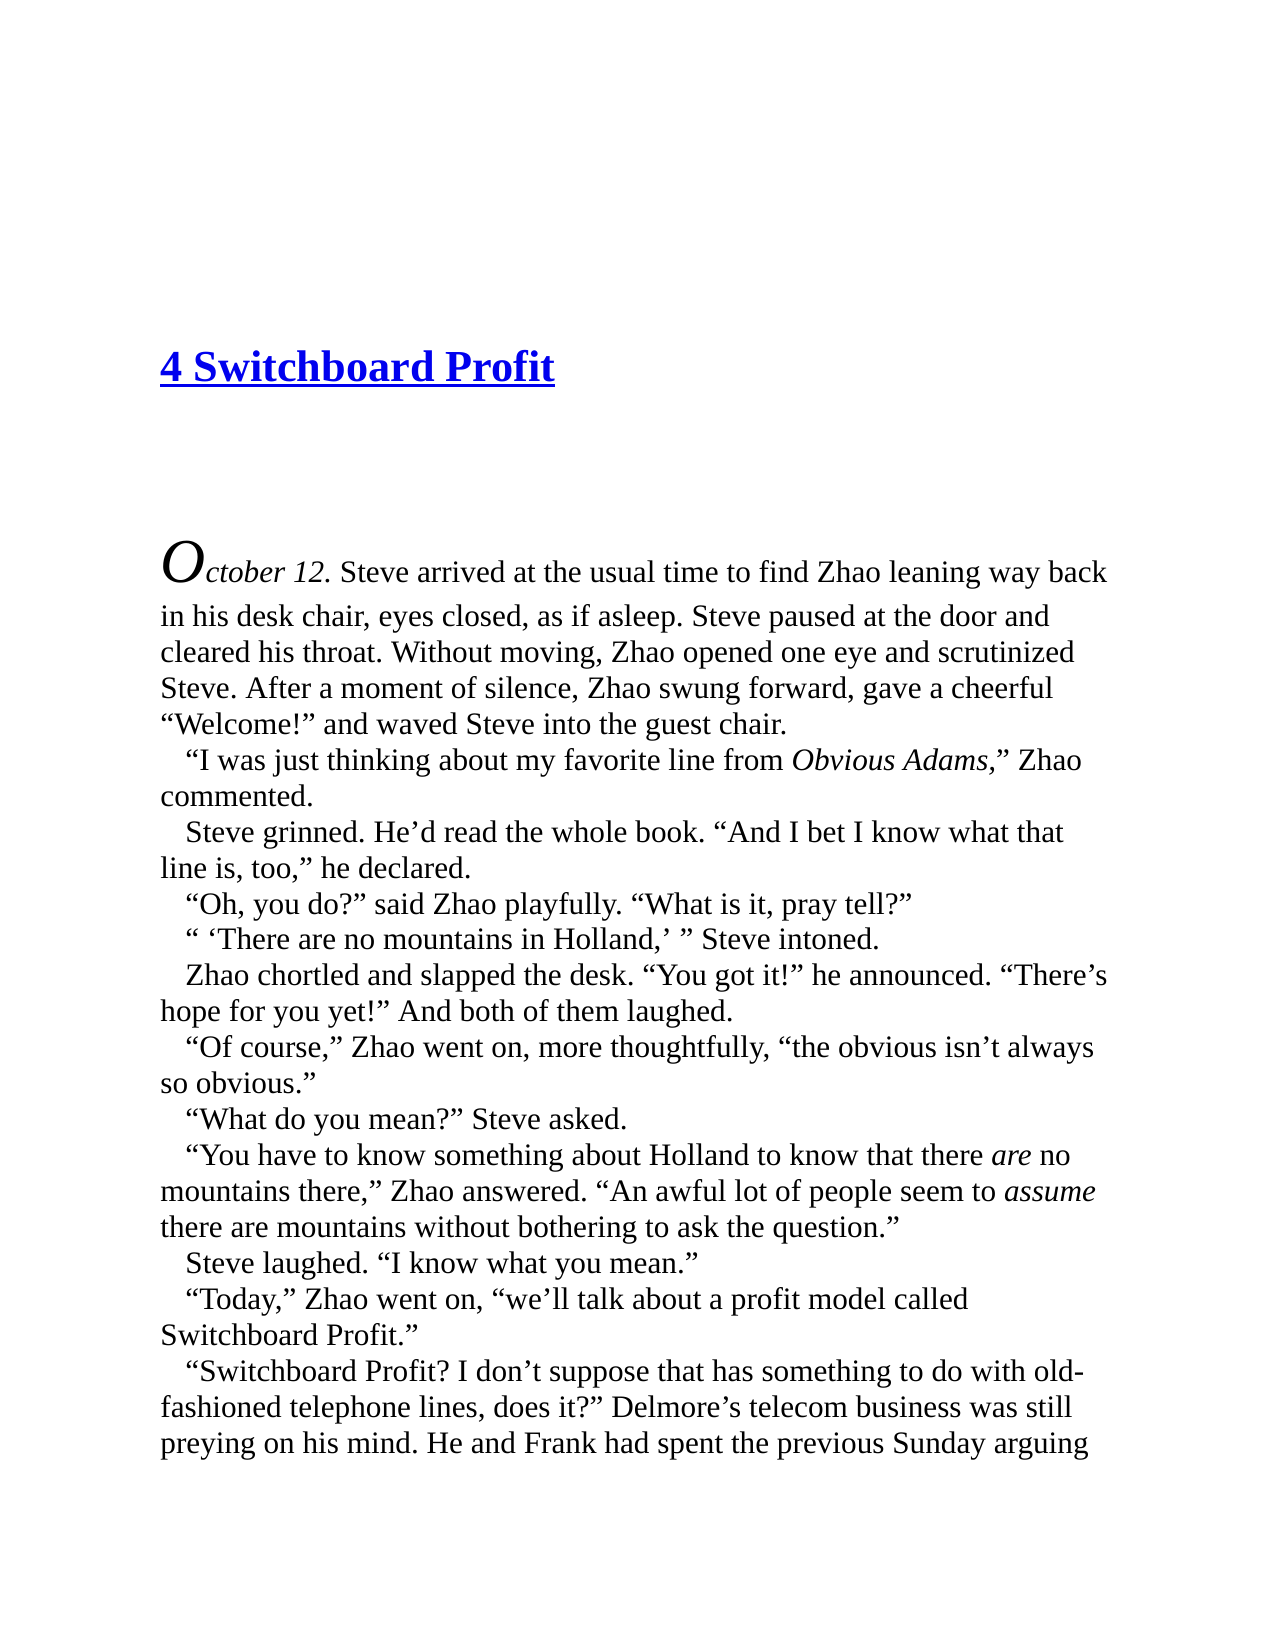 4 Switchboard Profit
October 12. Steve arrived at the usual time to find Zhao leaning way back
in his desk chair, eyes closed, as if asleep. Steve paused at the door and
cleared his throat. Without moving, Zhao opened one eye and scrutinized
Steve. After a moment of silence, Zhao swung forward, gave a cheerful
“Welcome!” and waved Steve into the guest chair.
“I was just thinking about my favorite line from Obvious Adams,” Zhao
commented.
Steve grinned. He’d read the whole book. “And I bet I know what that
line is, too,” he declared.
“Oh, you do?” said Zhao playfully. “What is it, pray tell?”
“ ‘There are no mountains in Holland,’ ” Steve intoned.
Zhao chortled and slapped the desk. “You got it!” he announced. “There’s
hope for you yet!” And both of them laughed.
“Of course,” Zhao went on, more thoughtfully, “the obvious isn’t always
so obvious.”
“What do you mean?” Steve asked.
“You have to know something about Holland to know that there are no
mountains there,” Zhao answered. “An awful lot of people seem to assume
there are mountains without bothering to ask the question.”
Steve laughed. “I know what you mean.”
“Today,” Zhao went on, “we’ll talk about a profit model called
Switchboard Profit.”
“Switchboard Profit? I don’t suppose that has something to do with old-
fashioned telephone lines, does it?” Delmore’s telecom business was still
preying on his mind. He and Frank had spent the previous Sunday arguing